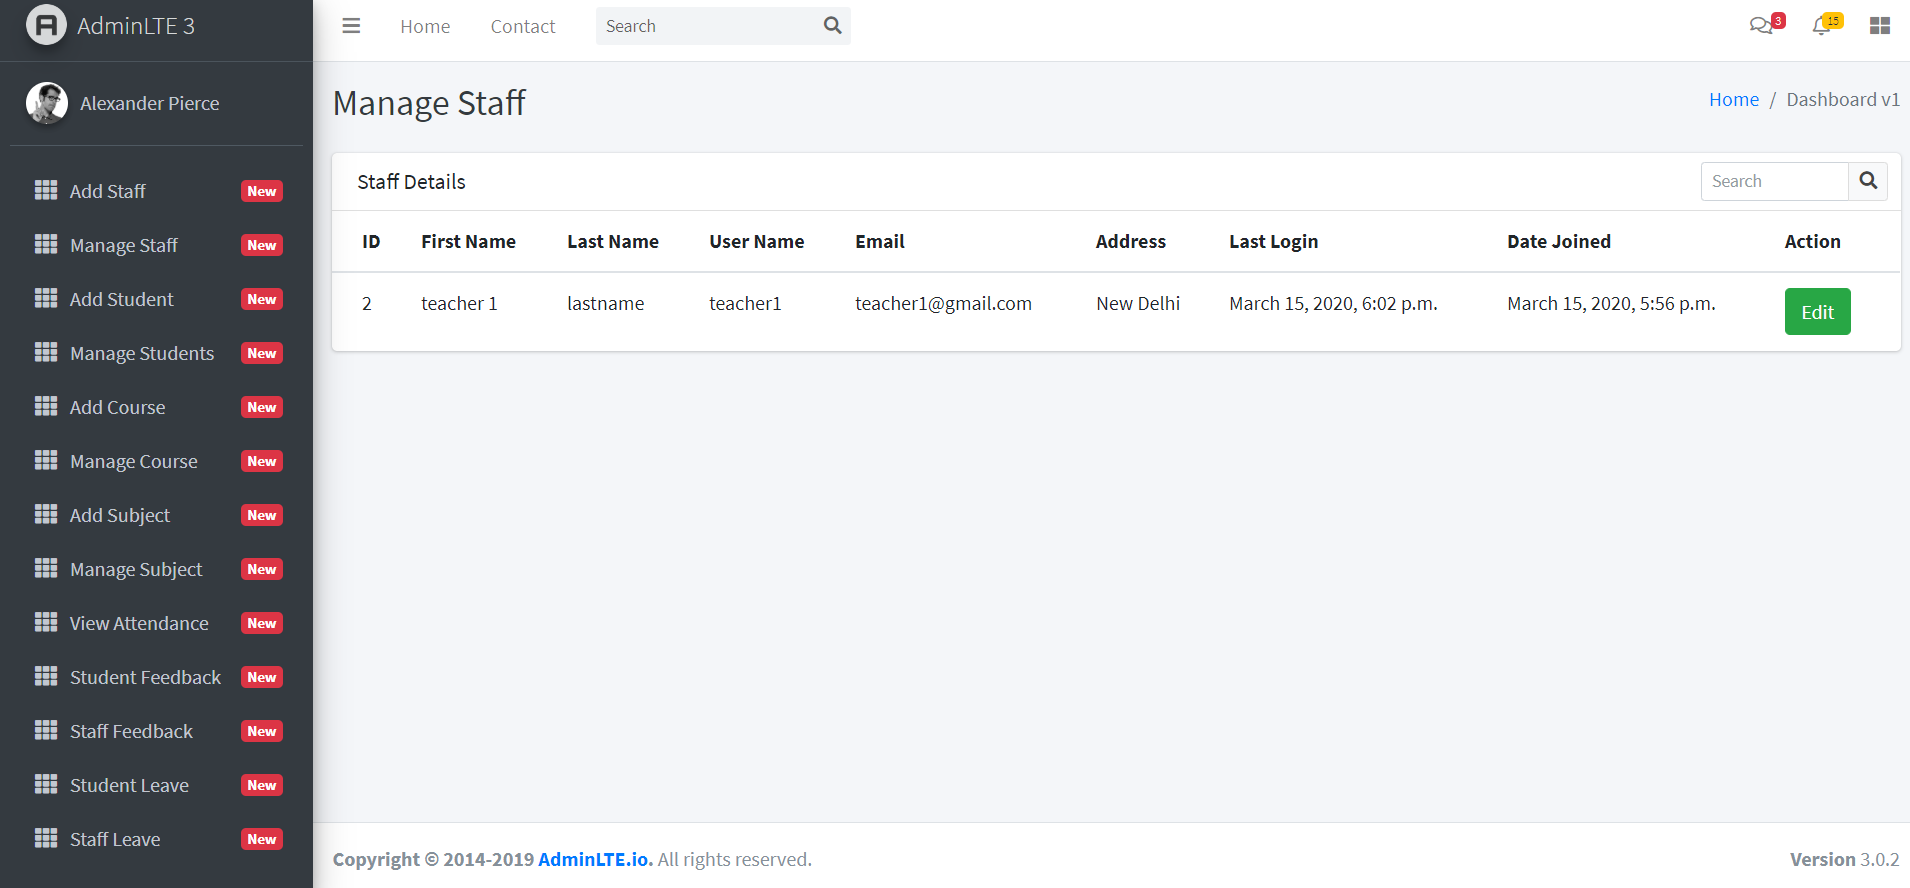 AdminLTE 3
Home
Contact
Search
3
15
Alexander Pierce
Manage Staff
Home / Dashboard v1
Add Staff New
Manage Staff New
Add Student New
Manage Students New
Add Course New
Manage Course New
Add Subject New
Manage Subject New
View Attendance New
Student Feedback New
Staff Feedback New
Student Leave New
Staff Leave New
Staff Details
Search
ID First Name Last Name User Name Email Address Last Login Date Joined Action
2 teacher 1 lastname teacher1 teacher1@gmail.com New Delhi March 15, 2020, 6:02 p.m. March 15, 2020, 5:56 p.m. Edit
Copyright © 2014-2019 AdminLTE.io. All rights reserved.
Version 3.0.2